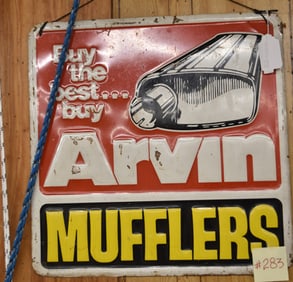 Buy
the
best....
buy
Arvin
MUFFLERS
#283